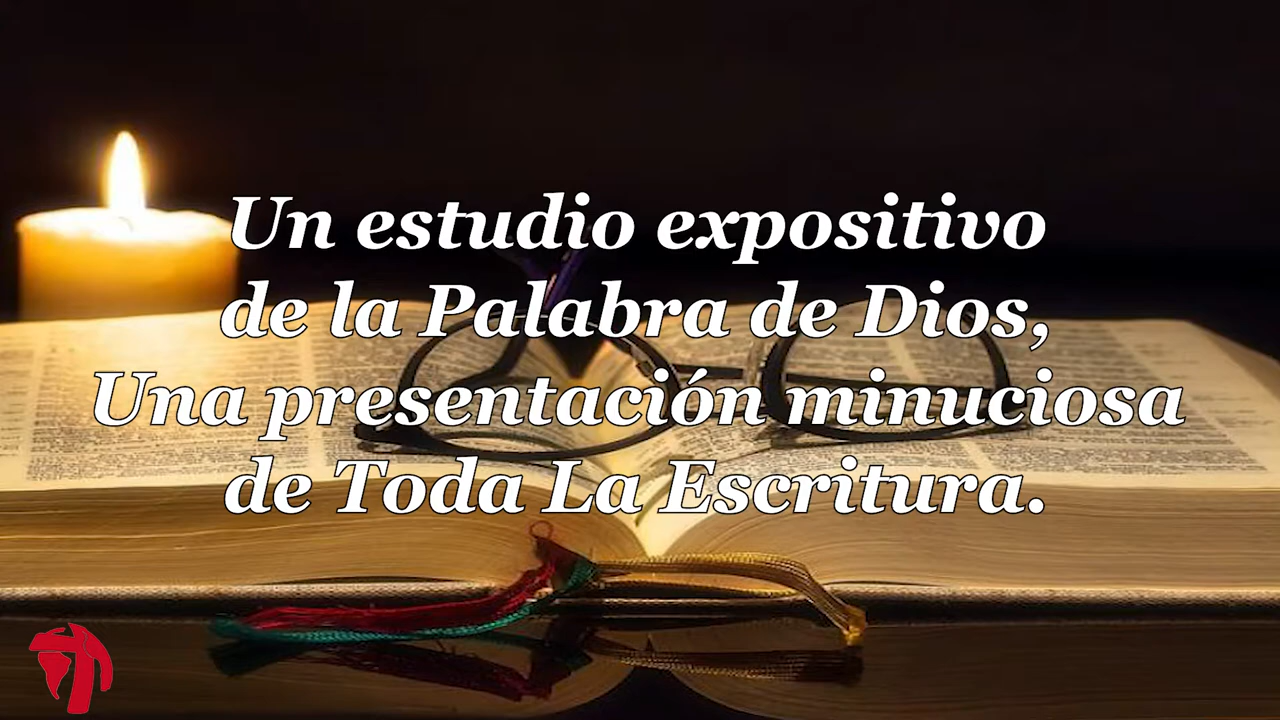 Un estudio expositivo
de la Palabra de Dios,
Una presentación minuciosa
de Toda La Escritura.